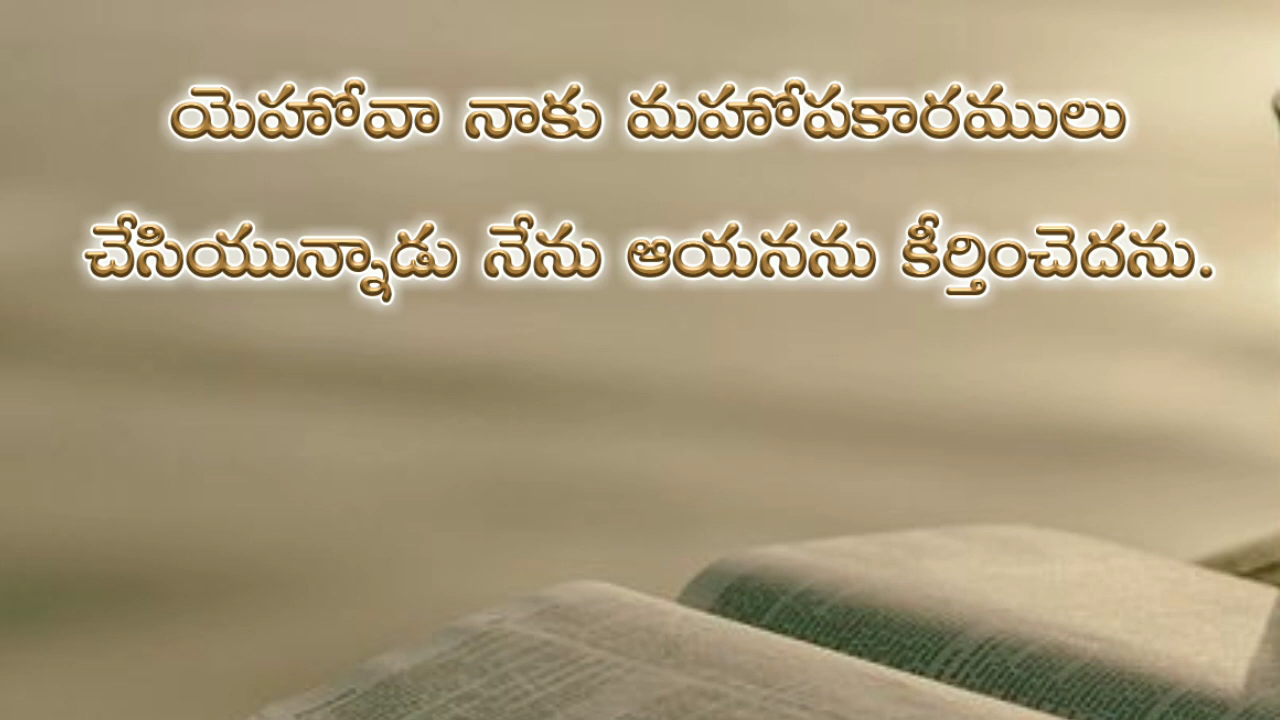 యెహోవా నాకు మహోపకారములు
చేసియున్నాడు నేను ఆయనను కీర్తించెదను.